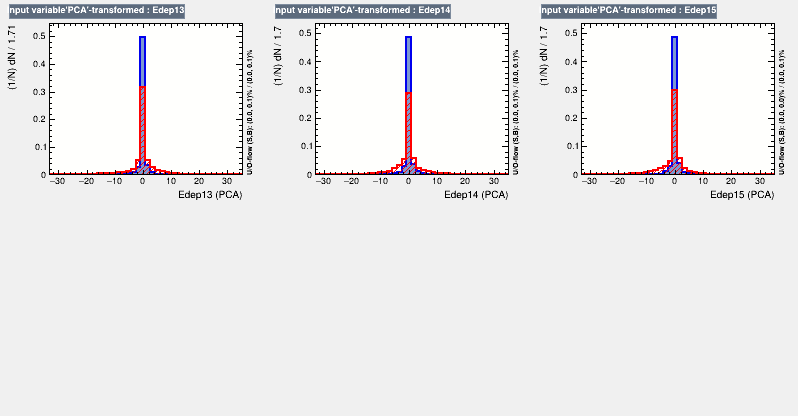 nput variable'PCA'-transformed : Edep13
(1/N) dN / 1.71
0.5
0.4
0.3
0.2
0.1
0
−30 −20 −10 0 10 20 30
Edep13 (PCA)
U/O-flow (S,B): (0.0, 0.1)% / (0.0, 0.1)%
nput variable'PCA'-transformed : Edep14
(1/N) dN / 1.7
0.5
0.4
0.3
0.2
0.1
0
−30 −20 −10 0 10 20 30
Edep14 (PCA)
U/O-flow (S,B): (0.0, 0.1)% / (0.0, 0.1)%
nput variable'PCA'-transformed : Edep15
(1/N) dN / 1.7
0.5
0.4
0.3
0.2
0.1
0
−30 −20 −10 0 10 20 30
Edep15 (PCA)
U/O-flow (S,B): (0.0, 0.0)% / (0.0, 0.1)%